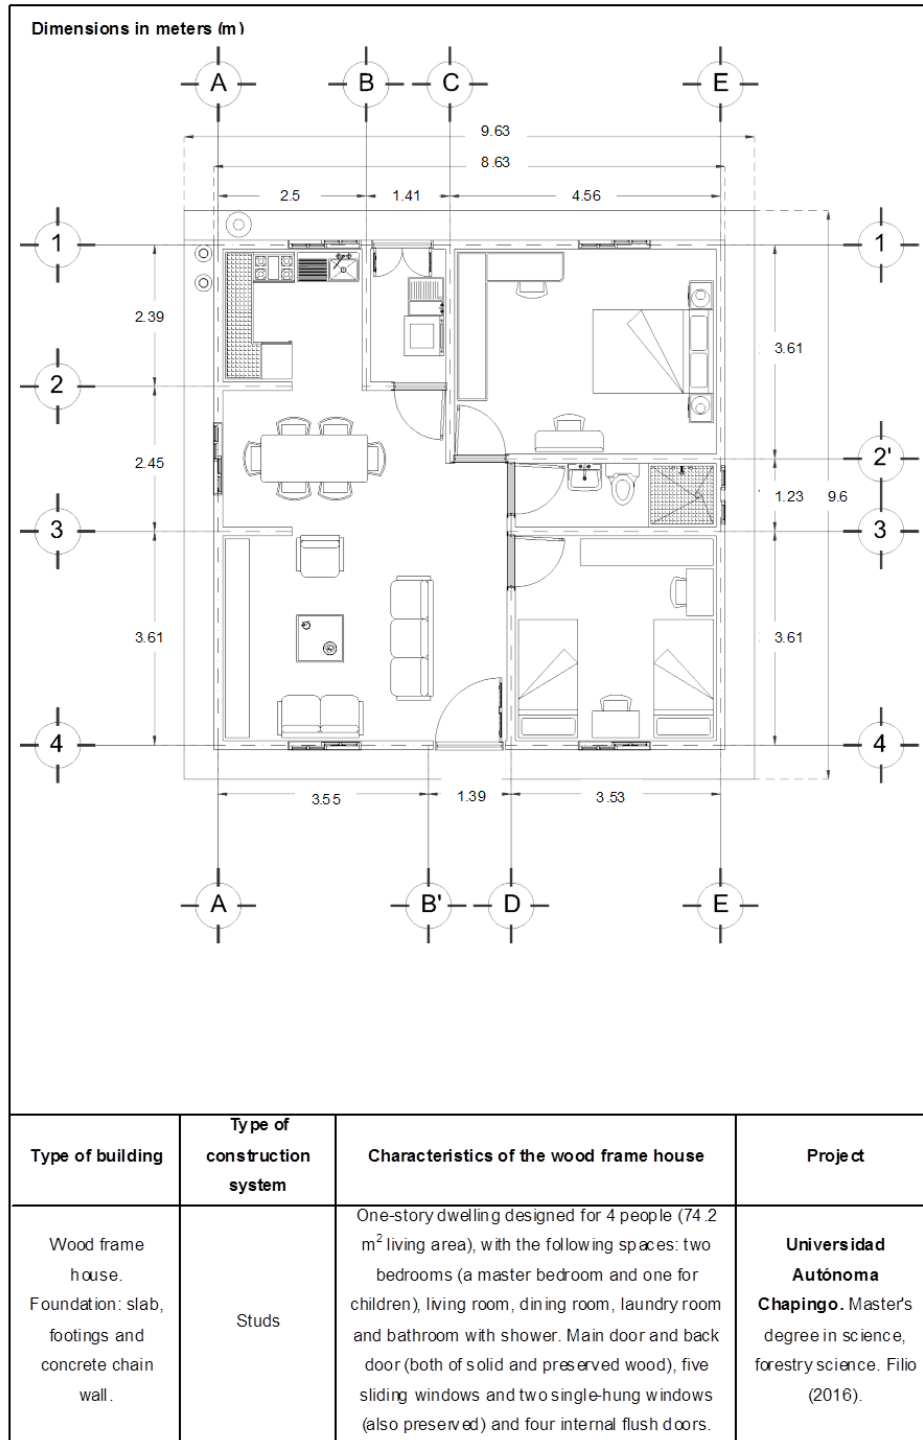 Dimensions in meters (m)
A B C E
9.63
8.63
2.5 1.41 4.56
1 1
2.39 3.61
2 2'
2.45 1.23 9.6
3 3
3.61 3.61
4 4
3.55 1.39 3.53
A B' D E
Type of building
Type of
construction
system
Characteristics of the wood frame house
Project
Wood frame
house.
Foundation: slab,
footings and
concrete chain
wall.
Studs
One-story dwelling designed for 4 people (74.2
m² living area), with the following spaces: two
bedrooms (a master bedroom and one for
children), living room, dining room, laundry room
and bathroom with shower. Main door and back
door (both of solid and preserved wood), five
sliding windows and two single-hung windows
(also preserved) and four internal flush doors.
Universidad
Autónoma
Chapingo. Master's
degree in science,
forestry science. Filio
(2016).